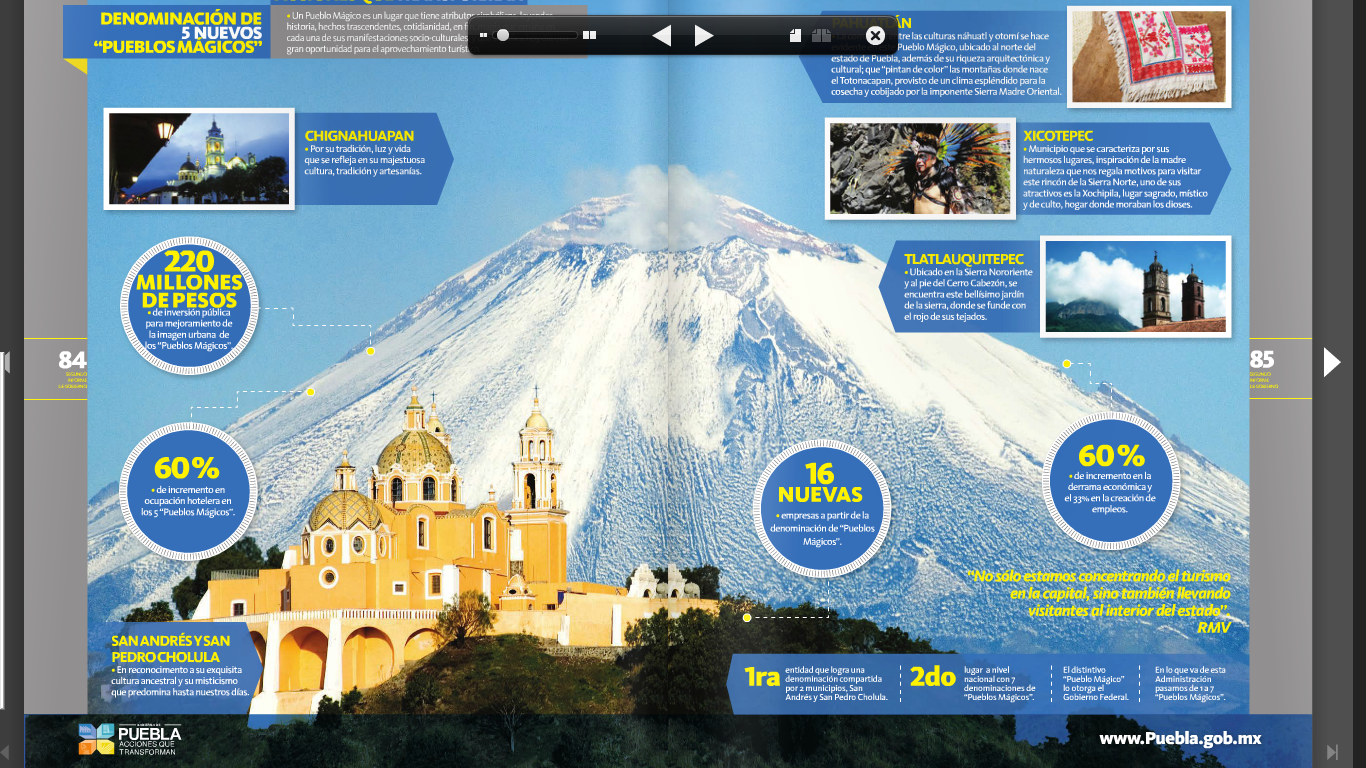 DENOMINACIÓN DE
5 NUEVOS
“PUEBLOS MÁGICOS”
• Un Pueblo Mágico es un lugar que tiene atributos
historia, hechos trascendentes, cotidianidad, en
cada una de sus manifestaciones socio-culturales
gran oportunidad para el aprovechamiento
CHIGNAHUAPAN
• Por su tradición, luz y vida
que se refleja en su majestuosa
cultura, tradición y artesanías.
220
MILLONES
DE PESOS
• de inversión pública
para mejoramiento de
la imagen urbana de
los “Pueblos Mágicos”.
84
SEGUNDO
INFORME
DE GOBIERNO
60%
• de incremento en
ocupación hotelera en
los 5 “Pueblos Mágicos”.
SAN ANDRÉS Y SAN
PEDRO CHOLULA
• En reconocimento a su exquisita
cultura ancestral y su misticismo
que predomina hasta nuestros días.
PUEBLA
ACCIONES QUE
TRANSFORMAN
entre las culturas náhuatl y otomí se hace
Pueblo Mágico, ubicado al norte del
estado de Puebla, además de su riqueza arquitectónica y
cultural; que “pintan de color” las montañas donde nace
el Totonacapan, provisto de un clima espléndido para la
cosecha y cobijado por la imponente Sierra Madre Oriental.
XICOTEPEC
• Municipio que se caracteriza por sus
hermosos lugares, inspiración de la madre
naturaleza que nos regala motivos para visitar
este rincón de la Sierra Norte, uno de sus
atractivos es la Xochipila, lugar sagrado, místico
y de culto, hogar donde moraban los dioses.
TLATLAUQUITEPEC
• Ubicado en la Sierra Nororiente
y al pie del Cerro Cabezón, se
encuentra este bellísimo jardín
de la sierra, donde se funde con
el rojo de sus tejados.
85
SEGUNDO
INFORME
DE GOBIERNO
16
NUEVAS
• empresas a partir de la
denominación de “Pueblos
Mágicos”.
60%
• de incremento en la
derrama económica y
el 33% en la creación de
empleos.
“No sólo estamos concentrando el turismo
en la capital, sino también llevando
visitantes al interior del estado”.
RMV
1ra
entidad que logra una
denominación compartida
por 2 municipios, San
Andrés y San Pedro Cholula.
2do
lugar a nivel
nacional con 7
denominaciones de
“Pueblos Mágicos”.
El distintivo
“Pueblo Mágico”
lo otorga el
Gobierno Federal.
En lo que va de esta
Administración
pasamos de 1 a 7
“Pueblos Mágicos”.
www.Puebla.gob.mx